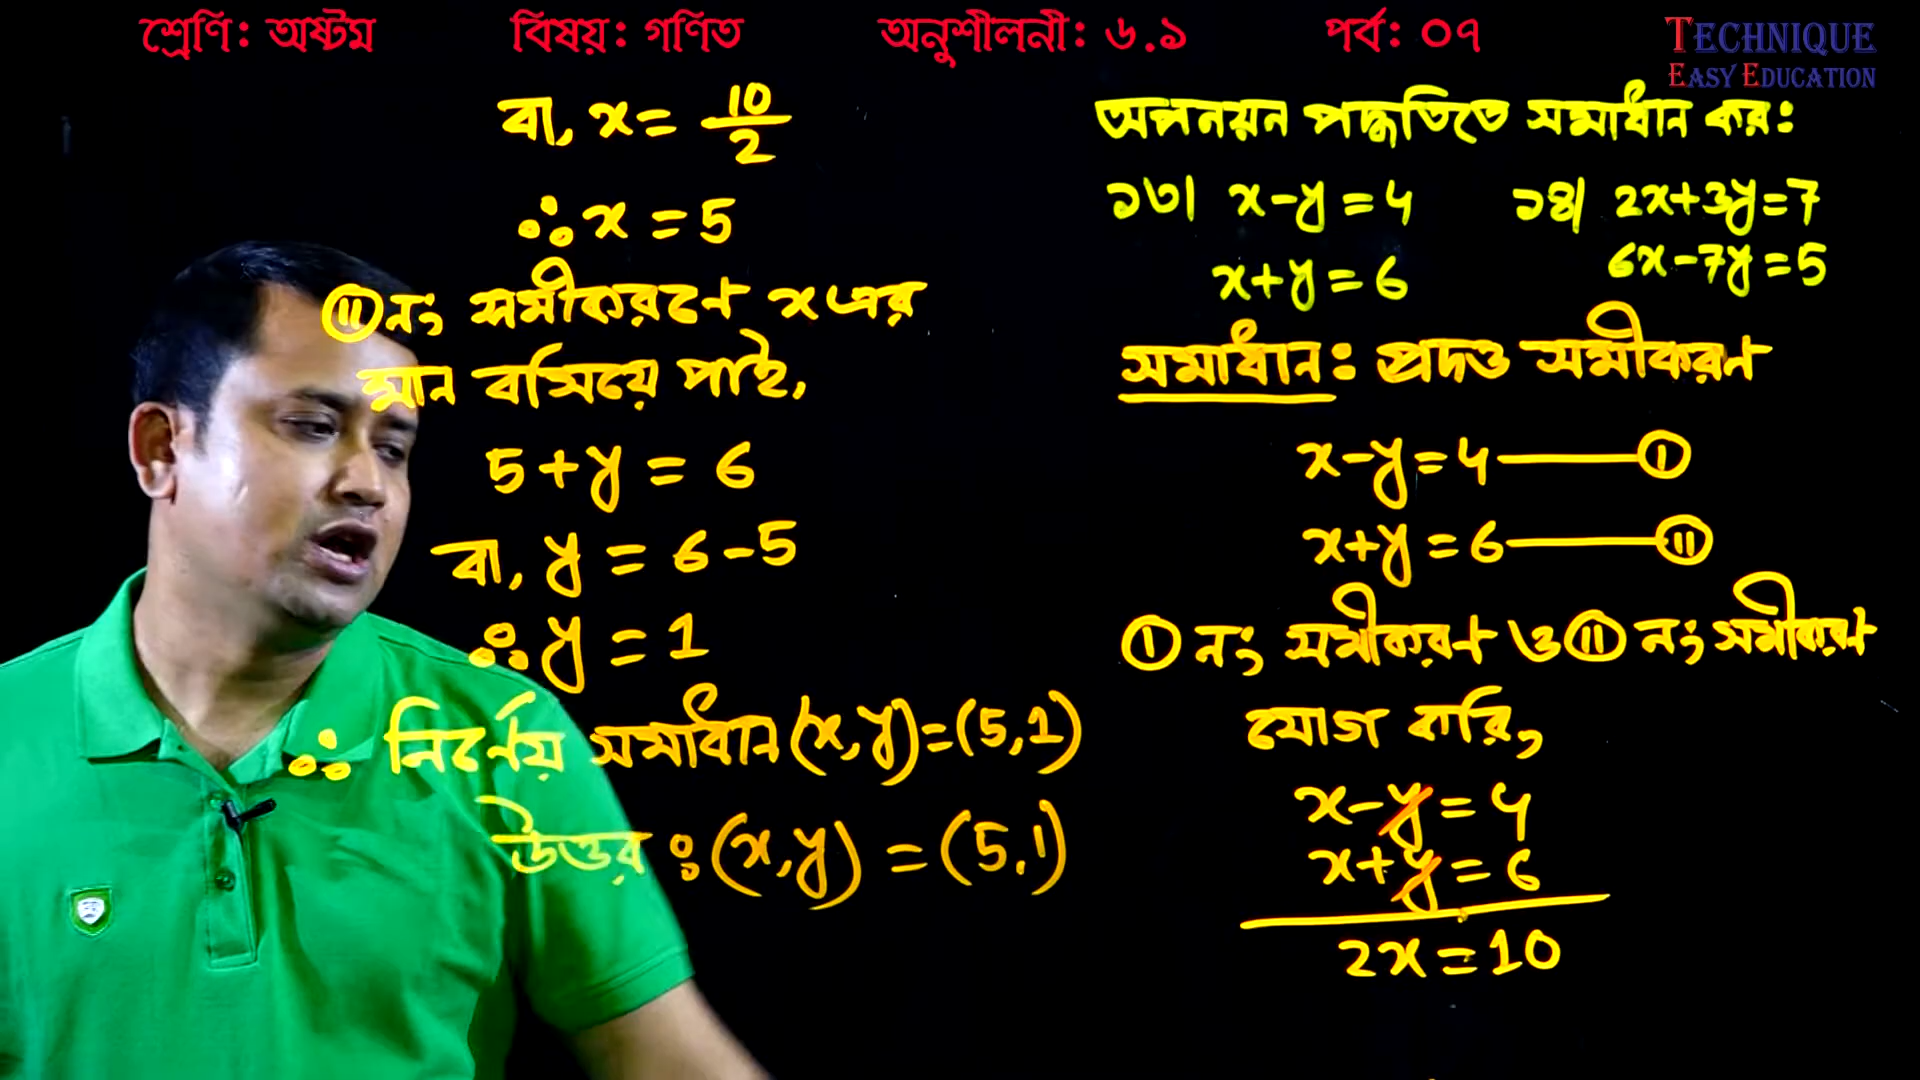 শ্রেণি: অষ্টম বিষয়: গণিত অনুশীলনী: ৬.১ পর্ব: ০৭
TECHNIQUE
EASY EDUCATION
অপনয়ন পদ্ধতিতে সমাধান কর:
১৩। x-y=4 ১৪। 2x+3y=7
x+y=6 6x-7y=5
সমাধান: প্রদত্ত সমীকরণ
x-y=4 —— (i)
x+y=6 —— (ii)
(i) নং সমীকরণ ও (ii) নং সমীকরণ
যোগ করি,
x-y=4
x+y=6
2x=10
বা, x= 10/2
∴ x=5
(ii) নং সমীকরণে x এর
মান বসিয়ে পাই,
5+y=6
বা, y=6-5
∴ y=1
∴ নির্ণেয় সমাধান (x,y)=(5,1)
উত্তর: (x,y)=(5,1)